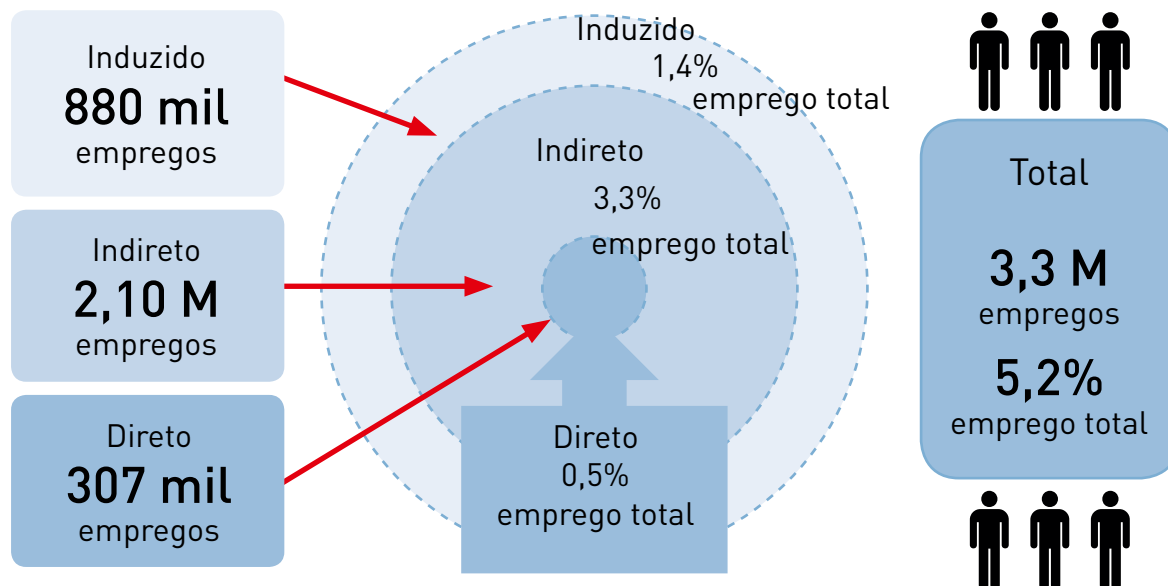 Induzido
880 mil
empregos
Indireto
2,10 M
empregos
Direto
307 mil
empregos
Induzido
1,4%
emprego total
Indireto
3,3%
emprego total
Direto
0,5%
emprego total
Total
3,3 M
empregos
5,2%
emprego total